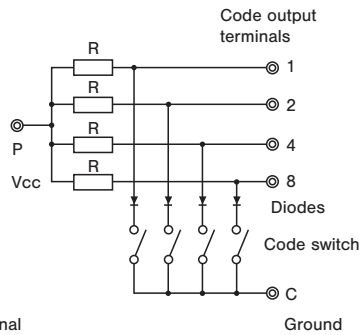 Code output
terminals
R
1
R
2
R
P
4
R
Vcc
8
Diodes
Code switch
C
nal
Ground